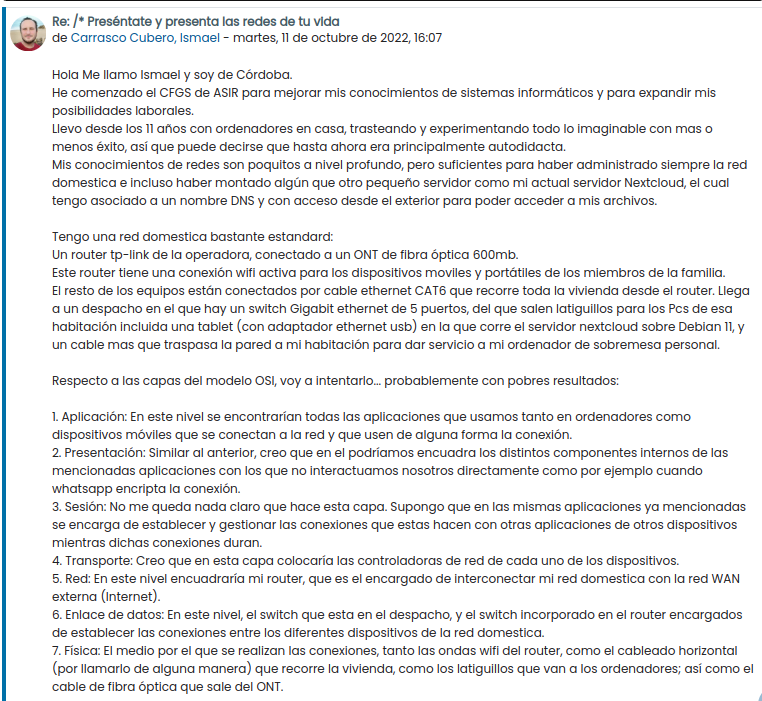 Re: /* Preséntate y presenta las redes de tu vida
de Carrasco Cubero, Ismael - martes, 11 de octubre de 2022, 16:07
Hola Me llamo Ismael y soy de Córdoba.
He comenzado el CFGS de ASIR para mejorar mis conocimientos de sistemas informáticos y para expandir mis
posibilidades laborales.
Llevo desde los 11 años con ordenadores en casa, trasteando y experimentando todo lo imaginable con mas o
menos éxito, así que puede decirse que hasta ahora era principalmente autodidacta.
Mis conocimientos de redes son poquitos a nivel profundo, pero suficientes para haber administrado siempre la red
domestica e incluso haber montado algún que otro pequeño servidor como mi actual servidor Nextcloud, el cual
tengo asociado a un nombre DNS y con acceso desde el exterior para poder acceder a mis archivos.
Tengo una red domestica bastante estandard:
Un router tp-link de la operadora, conectado a un ONT de fibra óptica 600mb.
Este router tiene una conexión wifi activa para los dispositivos moviles y portátiles de los miembros de la familia.
El resto de los equipos están conectados por cable ethernet CAT6 que recorre toda la vivienda desde el router. Llega
a un despacho en el que hay un switch Gigabit ethernet de 5 puertos, del que salen latiguillos para los Pcs de esa
habitación incluida una tablet (con adaptador ethernet usb) en la que corre el servidor nextcloud sobre Debian 11, y
un cable mas que traspasa la pared a mi habitación para dar servicio a mi ordenador de sobremesa personal.
Respecto a las capas del modelo OSI, voy a intentarlo... probablemente con pobres resultados:
1. Aplicación: En este nivel se encontrarían todas las aplicaciones que usamos tanto en ordenadores como
dispositivos móviles que se conectan a la red y que usen de alguna forma la conexión.
2. Presentación: Similar al anterior, creo que en el podríamos encuadra los distintos componentes internos de las
mencionadas aplicaciones con los que no interactuamos nosotros directamente como por ejemplo cuando
whatsapp encripta la conexión.
3. Sesión: No me queda nada claro que hace esta capa. Supongo que en las mismas aplicaciones ya mencionadas
se encarga de establecer y gestionar las conexiones que estas hacen con otras aplicaciones de otros dispositivos
mientras dichas conexiones duran.
4. Transporte: Creo que en esta capa colocaría las controladoras de red de cada uno de los dispositivos.
5. Red: En este nivel encuadraría mi router, que es el encargado de interconectar mi red domestica con la red WAN
externa (Internet).
6. Enlace de datos: En este nivel, el switch que esta en el despacho, y el switch incorporado en el router encargados
de establecer las conexiones entre los diferentes dispositivos de la red domestica.
7. Física: El medio por el que se realizan las conexiones, tanto las ondas wifi del router, como el cableado horizontal
(por llamarlo de alguna manera) que recorre la vivienda, como los latiguillos que van a los ordenadores; así como el
cable de fibra óptica que sale del ONT.